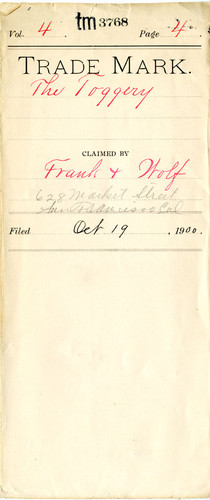 tm 3768
Vol. 4. Page 4.
TRADE MARK.
The Toggery
CLAIMED BY
Frank & Wolf
628 Market Street
San Francisco Cal
Filed Oct 19, 1900.